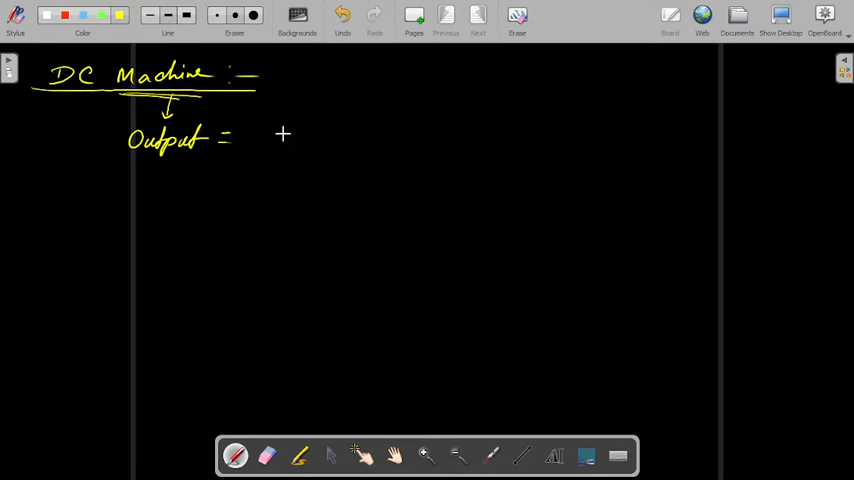 Stylus Color Line Eraser Backgrounds Undo Redo Pages Previous Next Erase Board Web Documents Show Desktop OpenBoard
DC Machine :-
Output =
AI